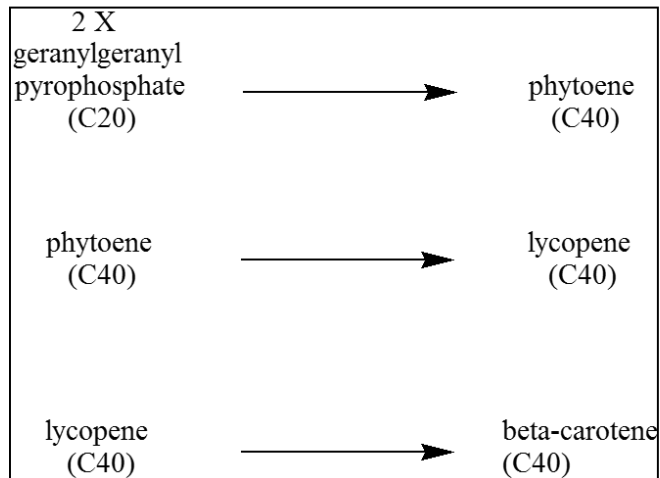 2 X
geranylgeranyl
pyrophosphate
(C20)
phytoene
(C40)
phytoene
(C40)
lycopene
(C40)
lycopene
(C40)
beta-carotene
(C40)